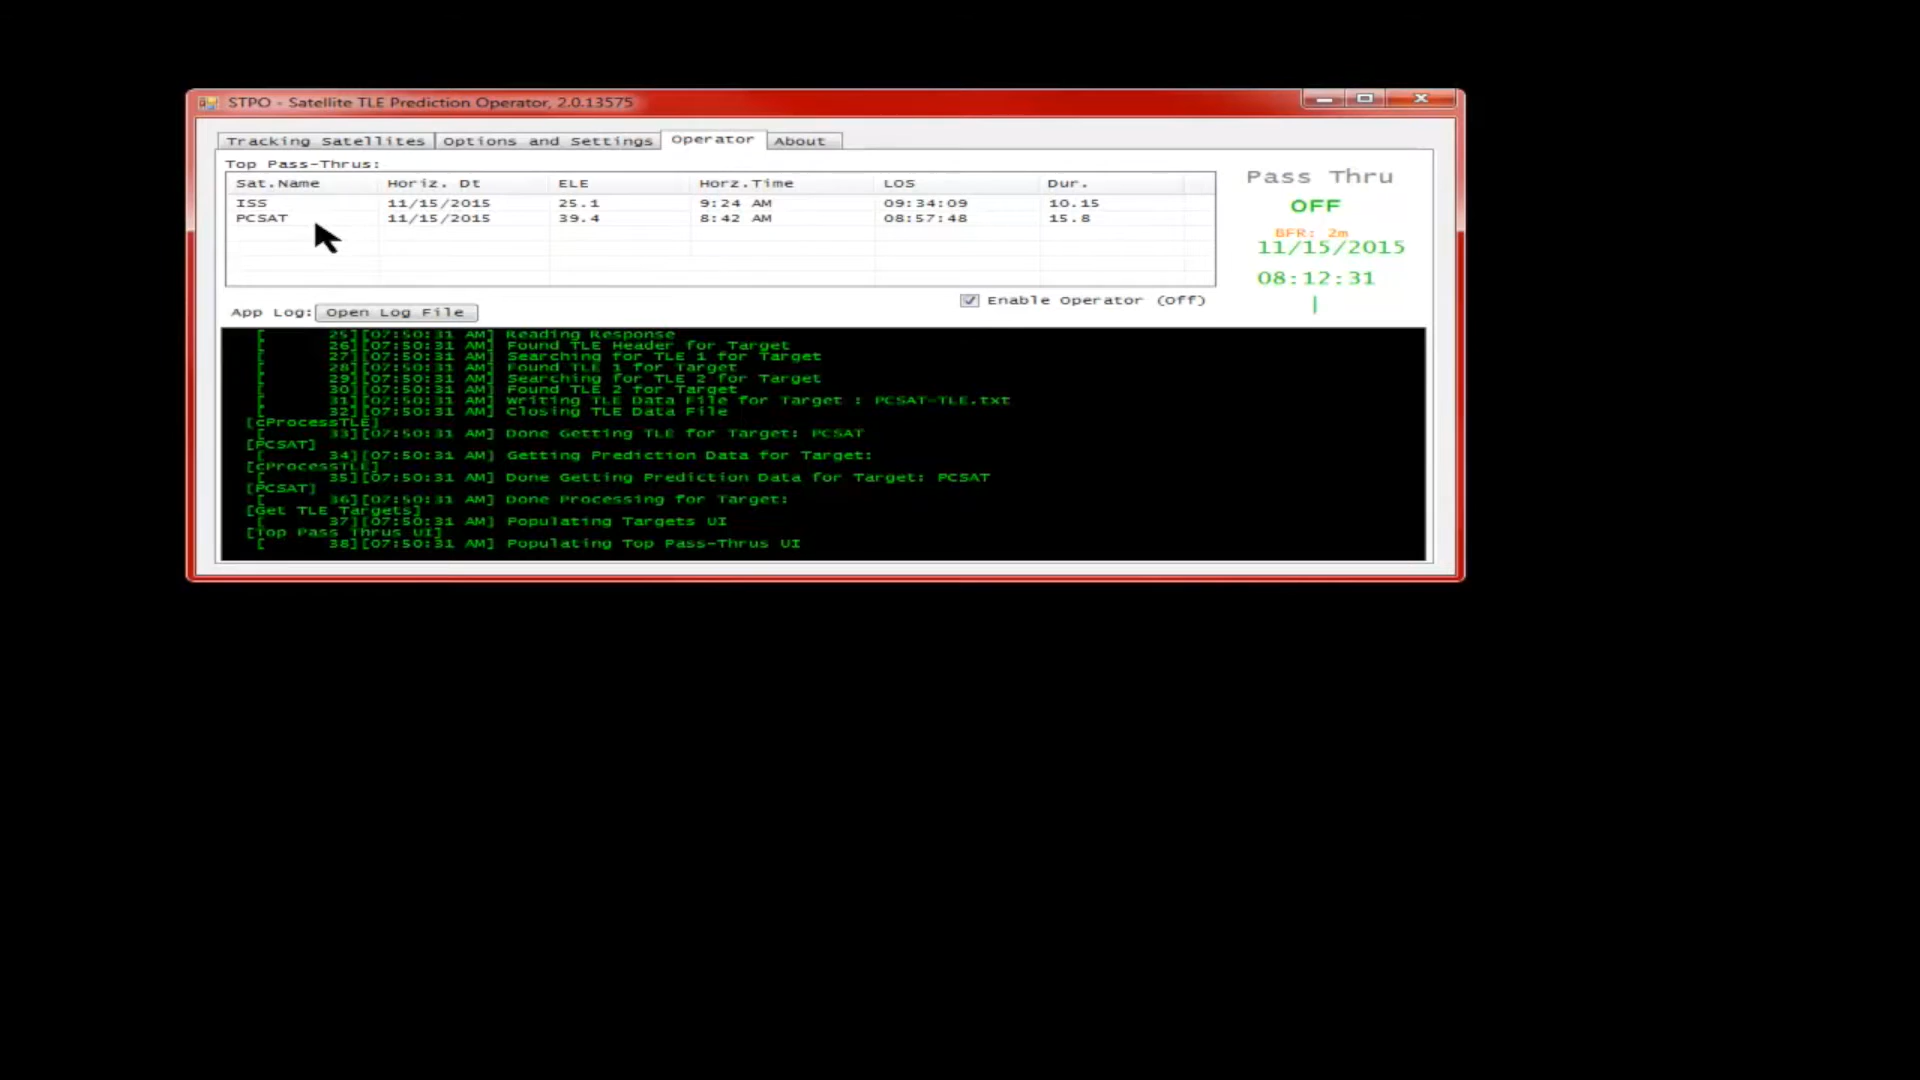 STPO - Satellite TLE Prediction Operator, 2.0.13575
Tracking Satellites Options and Settings Operator About
Top Pass-Thrus:
Sat.Name Horiz. Dt ELE Horz.Time LOS Dur.
ISS 11/15/2015 25.1 9:24 AM 09:34:09 10.15
PCSAT 11/15/2015 39.4 8:42 AM 08:57:48 15.8
Pass Thru
OFF
BFR: 2m
11/15/2015
08:12:31
|
Enable Operator (Off)
App Log: Open Log File
[ 25][07:50:31 AM] Reading Response
[ 26][07:50:31 AM] Found TLE Header for Target
[ 27][07:50:31 AM] Searching for TLE 1 for Target
[ 28][07:50:31 AM] Found TLE 1 for Target
[ 29][07:50:31 AM] Searching for TLE 2 for Target
[ 30][07:50:31 AM] Found TLE 2 for Target
[ 31][07:50:31 AM] Writing TLE Data File for Target : PCSAT-TLE.txt
[ 32][07:50:31 AM] Closing TLE Data File
[cProcessTLE]
[ 33][07:50:31 AM] Done Getting TLE for Target: PCSAT
[PCSAT]
[ 34][07:50:31 AM] Getting Prediction Data for Target:
[cProcessTLE]
[ 35][07:50:31 AM] Done Getting Prediction Data for Target: PCSAT
[PCSAT]
[ 36][07:50:31 AM] Done Processing for Target:
[Get TLE Targets]
[ 37][07:50:31 AM] Populating Targets UI
[Top Pass Thrus UI]
[ 38][07:50:31 AM] Populating Top Pass-Thrus UI